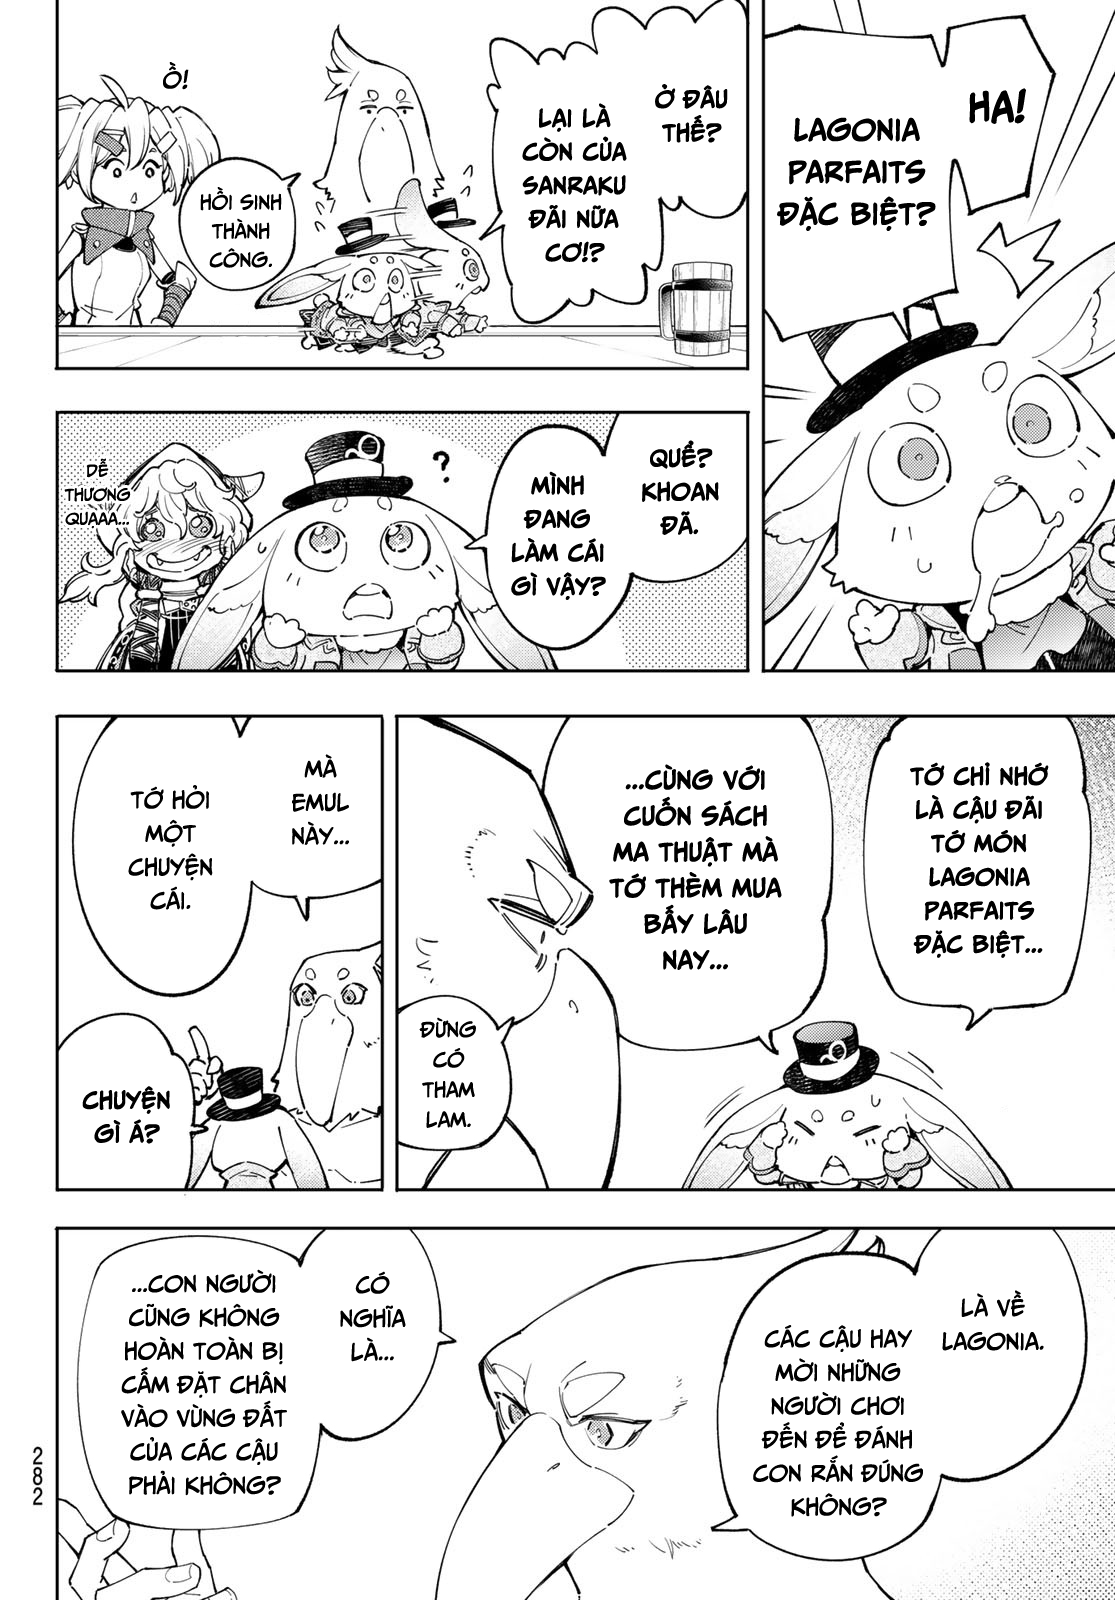 HA!
LAGONIA
PARFAITS
ĐẶC BIỆT?
Ở ĐÂU
THẾ?
LẠI LÀ
CÒN CỦA
SANRAKU
ĐÃI NỮA
CƠ!?
HỒI SINH
THÀNH
CÔNG.
Ồ!
QUỂ?
KHOAN
ĐÃ.
MÌNH
ĐANG
LÀM CÁI
GÌ VẬY?
?
DỄ
THƯƠNG
QUAAA...
TỚ CHỈ NHỚ
LÀ CẬU ĐÃI
TỚ MÓN
LAGONIA
PARFAITS
ĐẶC BIỆT...
...CÙNG VỚI
CUỐN SÁCH
MA THUẬT MÀ
TỚ THÈM MUA
BẤY LÂU
NAY...
ĐỪNG
CÓ
THAM
LAM.
MÀ
EMUL
NÀY...
TỚ HỎI
MỘT
CHUYỆN
CÁI.
CHUYỆN
GÌ Á?
LÀ VỀ
LAGONIA.
CÁC CẬU HAY
MỜI NHỮNG
NGƯỜI CHƠI
ĐẾN ĐỂ ĐÁNH
CON RẮN ĐÚNG
KHÔNG?
CÓ
NGHĨA
LÀ...
...CON NGƯỜI
CŨNG KHÔNG
HOÀN TOÀN BỊ
CẤM ĐẶT CHÂN
VÀO VÙNG ĐẤT
CỦA CÁC CẬU
PHẢI KHÔNG?
282